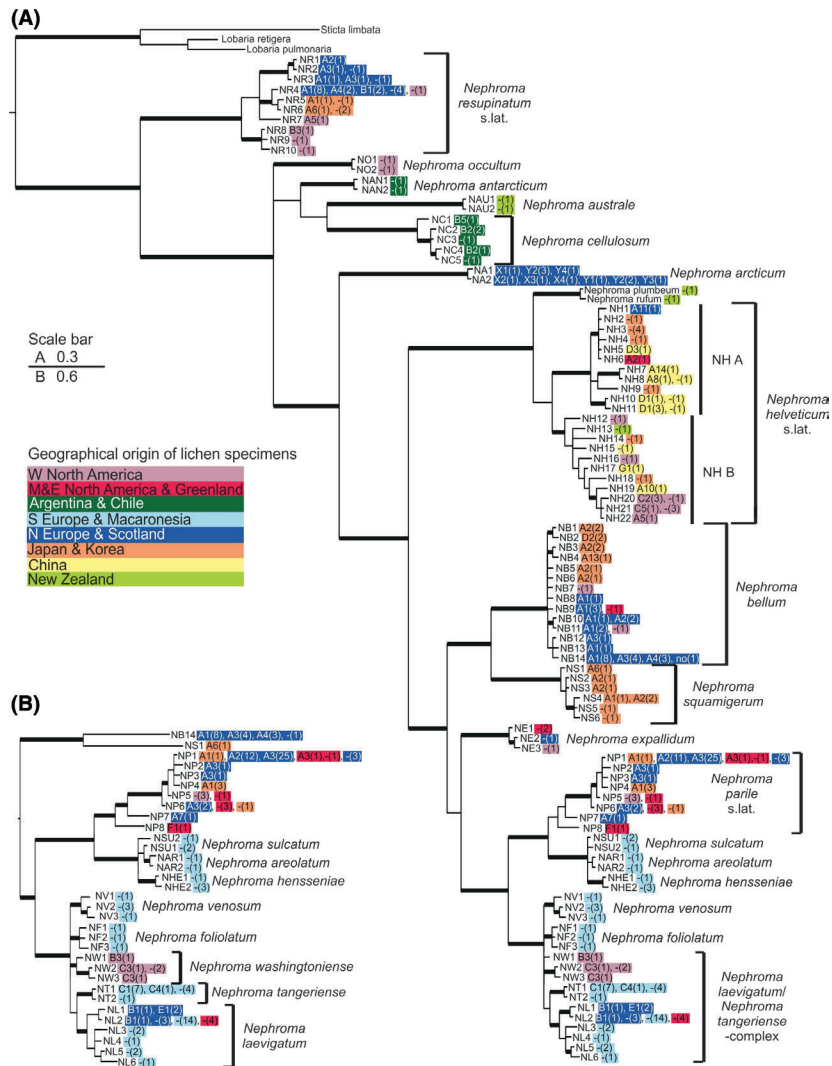 (A)
Sticta limbata
Lobaria retigera
Lobaria pulmonaria
NR1 A2(1)
NR2 A3(1), -(1)
NR3 A1(1), A3(1), -(1)
NR4 A1(8), A4(2), B1(2), -(4), -(1)
NR5 A1(1), -(1)
NR6 A6(1), -(2)
NR7 A5(1)
NR8 B3(1)
NR9 -(1)
NR10 -(1)
Nephroma
resupinatum
s.lat.
NO1 -(1)
NO2 -(1)
Nephroma occultum
NAN1 -(1)
NAN2 -(1)
Nephroma antarcticum
NAU1 -(1)
NAU2 -(1)
Nephroma australe
NC1 B5(1)
NC2 B2(2)
NC3 -(1)
NC4 B2(1)
NC5 -(1)
Nephroma cellulosum
NA1 X1(1), Y2(3), Y4(1)
NA2 X2(1), X3(1), X4(1), Y1(1), Y2(2), Y3(1)
Nephroma arcticum
Nephroma plumbeum -(1)
Nephroma rufum -(1)
NH1 A11(1)
NH2 -(1)
NH3 -(4)
NH4 -(1)
NH5 D3(1)
NH6 A2(1)
NH7 A14(1)
NH8 A8(1), -(1)
NH9 -(1)
NH10 D1(1), -(1)
NH11 D1(3), -(1)
NH A
NH12 -(1)
NH13 -(1)
NH14 -(1)
NH15 -(1)
NH16 -(1)
NH17 G1(1)
NH18 -(1)
NH19 A10(1)
NH20 C2(3), -(1)
NH21 C5(1), -(3)
NH22 A5(1)
NH B
Nephroma
helveticum
s.lat.
NB1 A2(2)
NB2 D2(2)
NB3 A2(2)
NB4 A13(1)
NB5 A2(1)
NB6 A2(1)
NB7 -(1)
NB8 A1(1)
NB9 A1(3), -(1)
NB10 A1(1), A2(2)
NB11 A1(2), -(1)
NB12 A3(1)
NB13 A1(1)
NB14 A1(8), A3(4), A4(3), no(1)
Nephroma
bellum
NS1 A6(1)
NS2 A2(1)
NS3 A2(1)
NS4 A1(1), A2(2)
NS5 -(1)
NS6 -(1)
Nephroma
squamigerum
NE1 -(2)
NE2 -(1)
NE3 -(1)
Nephroma expallidum
NP1 A1(1), A2(11), A3(25), A3(1),-(1), -(3)
NP2 A3(1)
NP3 A3(1)
NP4 A1(3)
NP5 -(3), -(1)
NP6 A3(2), -(3), -(1)
NP7 A7(1)
NP8 F1(1)
Nephroma
parile
s.lat.
NSU1 -(2)
NSU2 -(1)
Nephroma sulcatum
NAR1 -(1)
NAR2 -(1)
Nephroma areolatum
NHE1 -(1)
NHE2 -(3)
Nephroma hensseniae
NV1 -(1)
NV2 -(3)
NV3 -(1)
Nephroma venosum
NF1 -(1)
NF2 -(1)
NF3 -(1)
Nephroma foliolatum
NW1 B3(1)
NW2 C3(1), -(2)
NW3 C3(1)
NT1 C1(7), C4(1), -(4)
NT2 -(1)
NL1 B1(1), E1(2)
NL2 B1(1), -(3), -(14), -(4)
NL3 -(2)
NL4 -(1)
NL5 -(2)
NL6 -(1)
Nephroma
laevigatum/
Nephroma
tangeriense
-complex
Scale bar
A 0.3
B 0.6
Geographical origin of lichen specimens
W North America
M&E North America & Greenland
Argentina & Chile
S Europe & Macaronesia
N Europe & Scotland
Japan & Korea
China
New Zealand
(B)
NB14 A1(8), A3(4), A4(3), -(1)
NS1 A6(1)
NP1 A1(1), A2(12), A3(25), A3(1),-(1), -(3)
NP2 A3(1)
NP3 A3(1)
NP4 A1(3)
NP5 -(3), -(1)
NP6 A3(2), -(3), -(1)
NP7 A7(1)
NP8 F1(1)
NSU2 -(1)
NSU1 -(2)
Nephroma sulcatum
NAR1 -(1)
NAR2 -(1)
Nephroma areolatum
NHE1 -(1)
NHE2 -(3)
Nephroma hensseniae
NV1 -(1)
NV2 -(3)
NV3 -(1)
Nephroma venosum
NF1 -(1)
NF2 -(1)
NF3 -(1)
Nephroma foliolatum
NW1 B3(1)
NW2 C3(1), -(2)
NW3 C3(1)
Nephroma washingtoniense
NT1 C1(7), C4(1), -(4)
NT2 -(1)
Nephroma tangeriense
NL1 B1(1), E1(2)
NL2 B1(1), -(3), -(14), -(4)
NL3 -(2)
NL4 -(1)
NL5 -(2)
NL6 -(1)
Nephroma
laevigatum